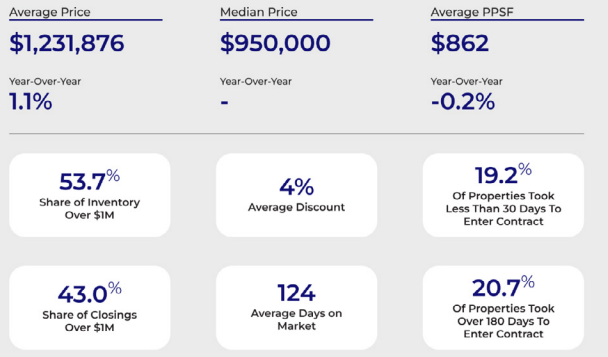 Average Price
$1,231,876
Year-Over-Year
1.1%
Median Price
$950,000
Year-Over-Year
-
Average PPSF
$862
Year-Over-Year
-0.2%
53.7%
Share of Inventory
Over $1M
4%
Average Discount
19.2%
Of Properties Took
Less Than 30 Days To
Enter Contract
43.0%
Share of Closings
Over $1M
124
Average Days on
Market
20.7%
Of Properties Took
Over 180 Days To
Enter Contract